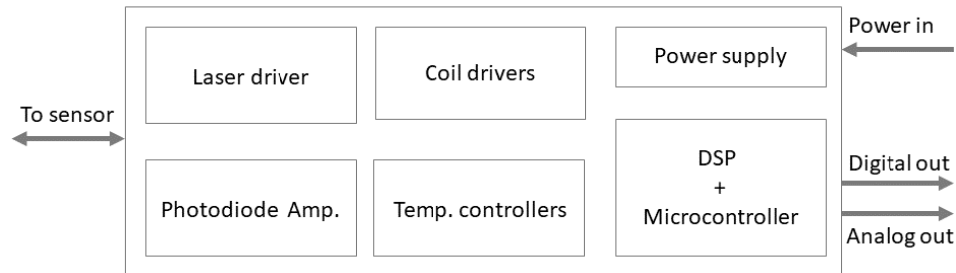 Power in
Laser driver
Coil drivers
Power supply
To sensor
DSP
+
Microcontroller
Digital out
Photodiode Amp.
Temp. controllers
Analog out